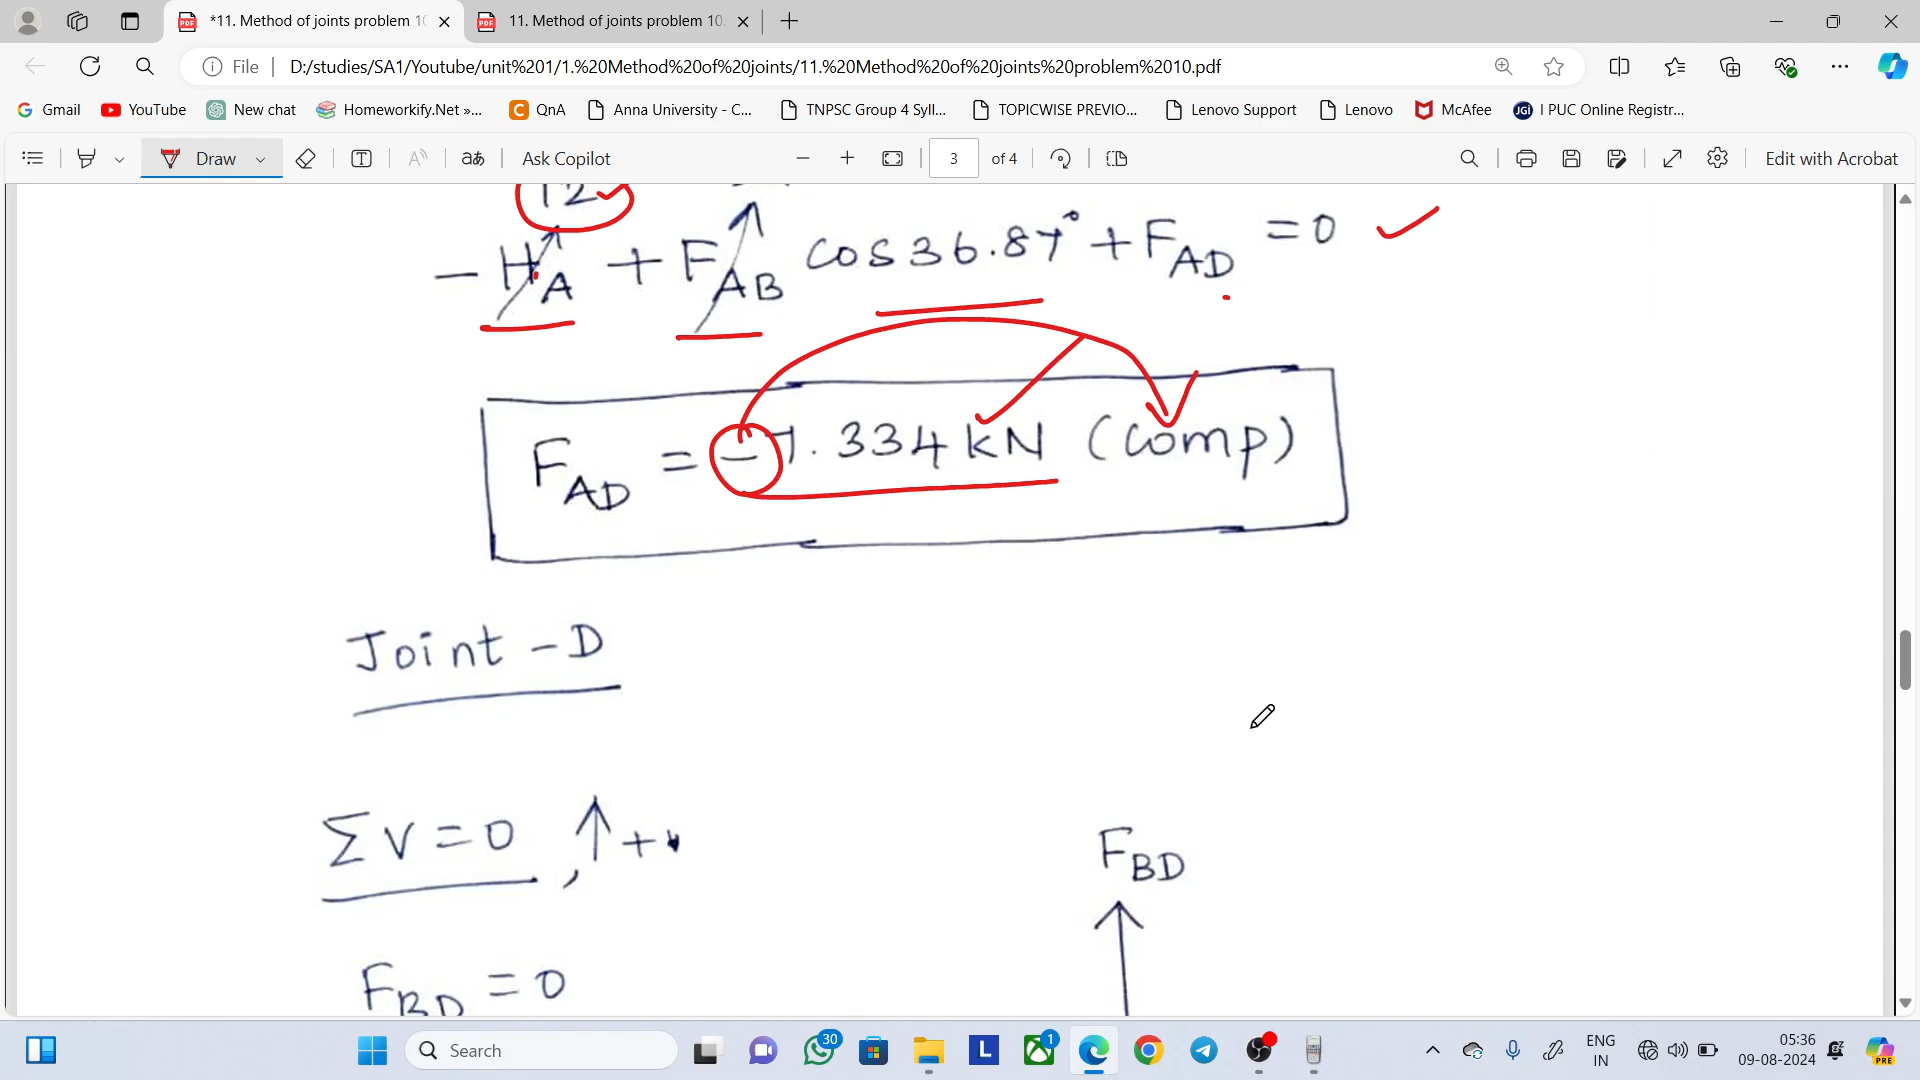 *11. Method of joints problem 10
11. Method of joints problem 10.
File
D:/studies/SA1/Youtube/unit%201/1.%20Method%20of%20joints/11.%20Method%20of%20joints%20problem%2010.pdf
Gmail YouTube New chat Homeworkify.Net »... QnA Anna University - C... TNPSC Group 4 Syll... TOPICWISE PREVIO... Lenovo Support Lenovo McAfee I PUC Online Registr...
Draw Ask Copilot 3 of 4 Edit with Acrobat
12
- HA + FAB cos 36.87° + FAD = 0
FAD = -7.334 kN (comp)
Joint - D
ΣV = 0 , ↑ +
FBD
FBD = 0
Search
30
1
ENG
IN
05:36
09-08-2024
PRE